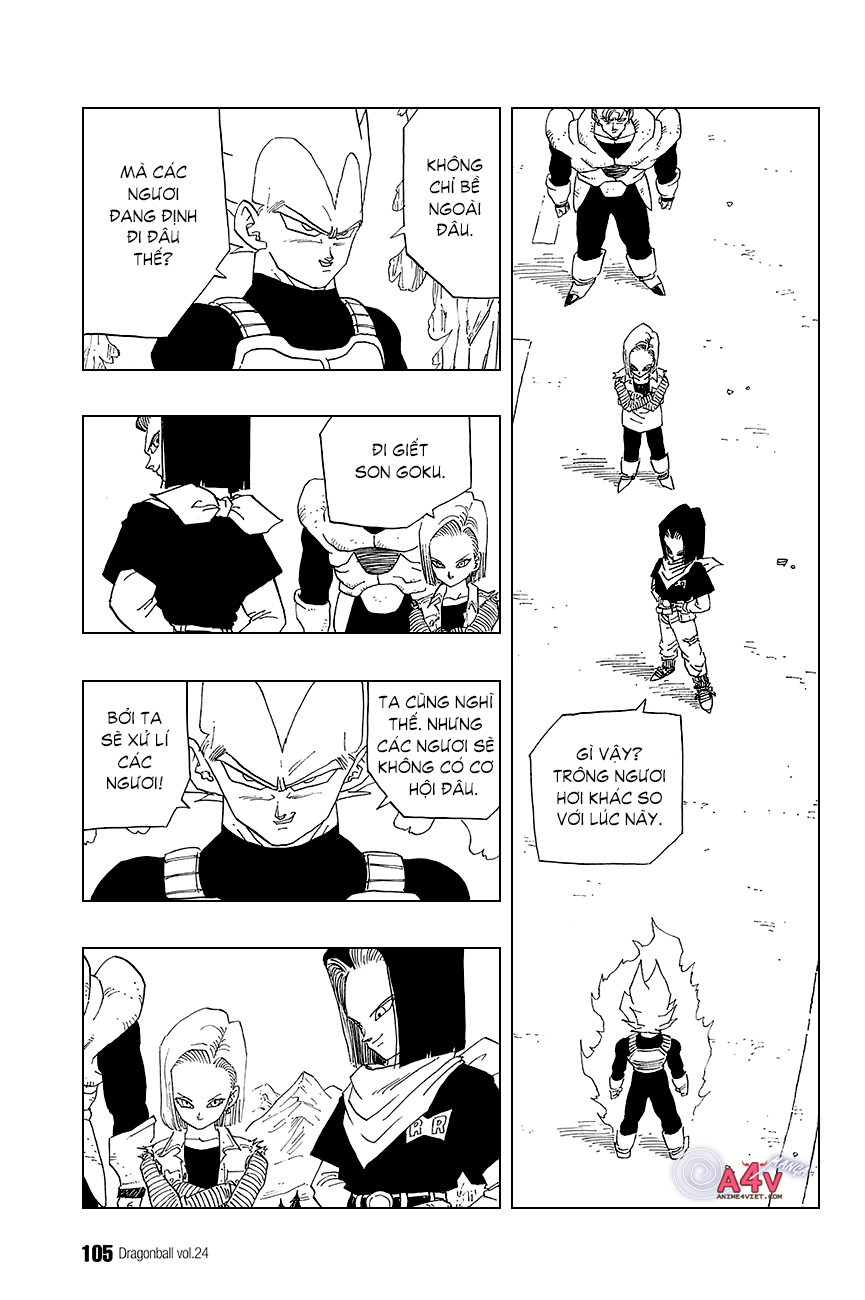 GÌ VẬY?
TRÔNG NGƯƠI
HƠI KHÁC SO
VỚI LÚC NÀY.
KHÔNG
CHỈ BỀ
NGOÀI
ĐÂU.
MÀ CÁC
NGƯƠI
ĐANG ĐỊNH
ĐI ĐÂU
THẾ?
ĐI GIẾT
SON GOKU.
TA CŨNG NGHĨ
THẾ. NHƯNG
CÁC NGƯƠI SẼ
KHÔNG CÓ CƠ
HỘI ĐÂU.
BỞI TA
SẼ XỬ LÍ
CÁC
NGƯƠI!
R R
A4V
MANGA
ANIME4VIET.COM
105 Dragonball vol.24